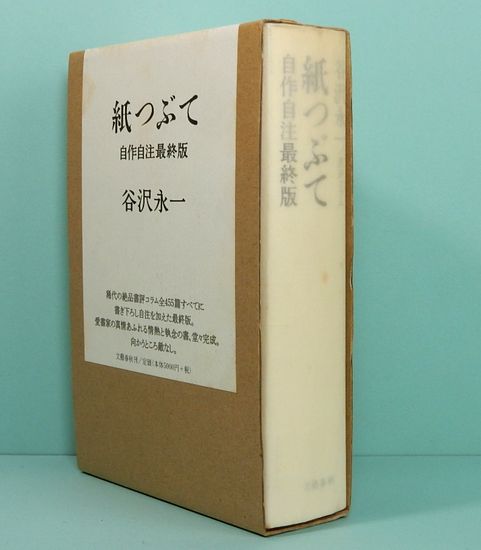 紙つぶて
自作自注最終版
谷沢永一
稀代の絶品書評コラム全455篇すべてに
書き下ろし自注を加えた最終版。
愛書家の真情あふれる情熱と執念の書、堂々完成。
向かうところ敵なし。
文藝春秋刊/定価(本体5000円+税)
紙つぶて
自作自注最終版